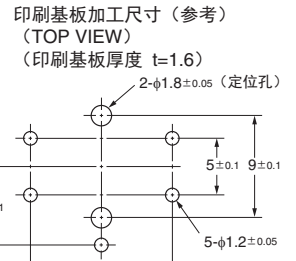 印刷基板加工尺寸（参考）
（TOP VIEW）
（印刷基板厚度 t=1.6）
2-ϕ1.8±0.05（定位孔）
5±0.1
9±0.1
1
5-ϕ1.2±0.05